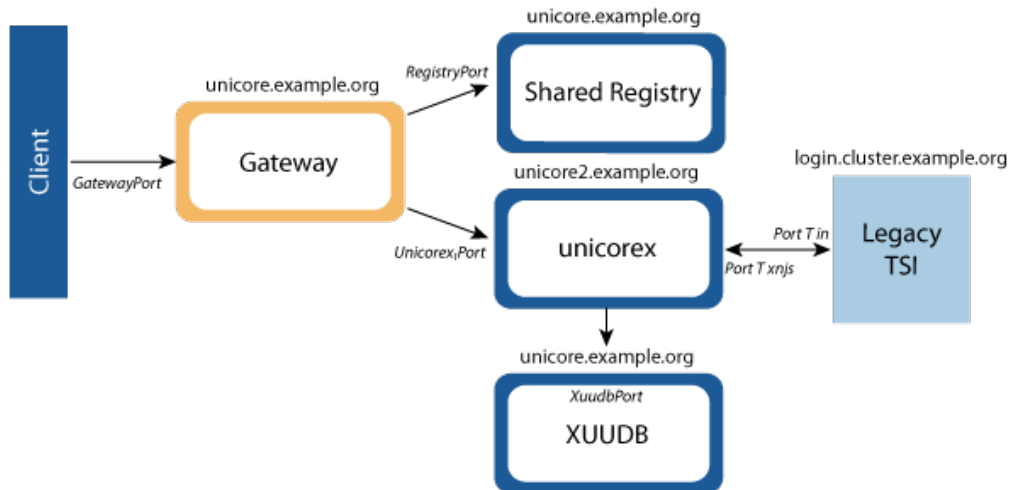 unicore.example.org
RegistryPort
Shared Registry
unicore.example.org
Client
GatewayPort
Gateway
unicore2.example.org
UnicorexıPort
unicorex
login.cluster.example.org
Port T in
Port T xnjs
Legacy
TSI
unicore.example.org
XuudbPort
XUUDB